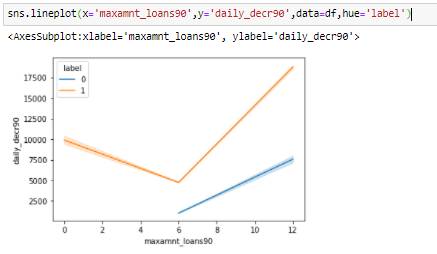 sns.lineplot(x='maxamnt_loans90',y='daily_decr90',data=df,hue='label')
<AxesSubplot:xlabel='maxamnt_loans90', ylabel='daily_decr90'>
label
0
1
17500
15000
12500
10000
7500
5000
2500
daily_decr90
0 2 4 6 8 10 12
maxamnt_loans90